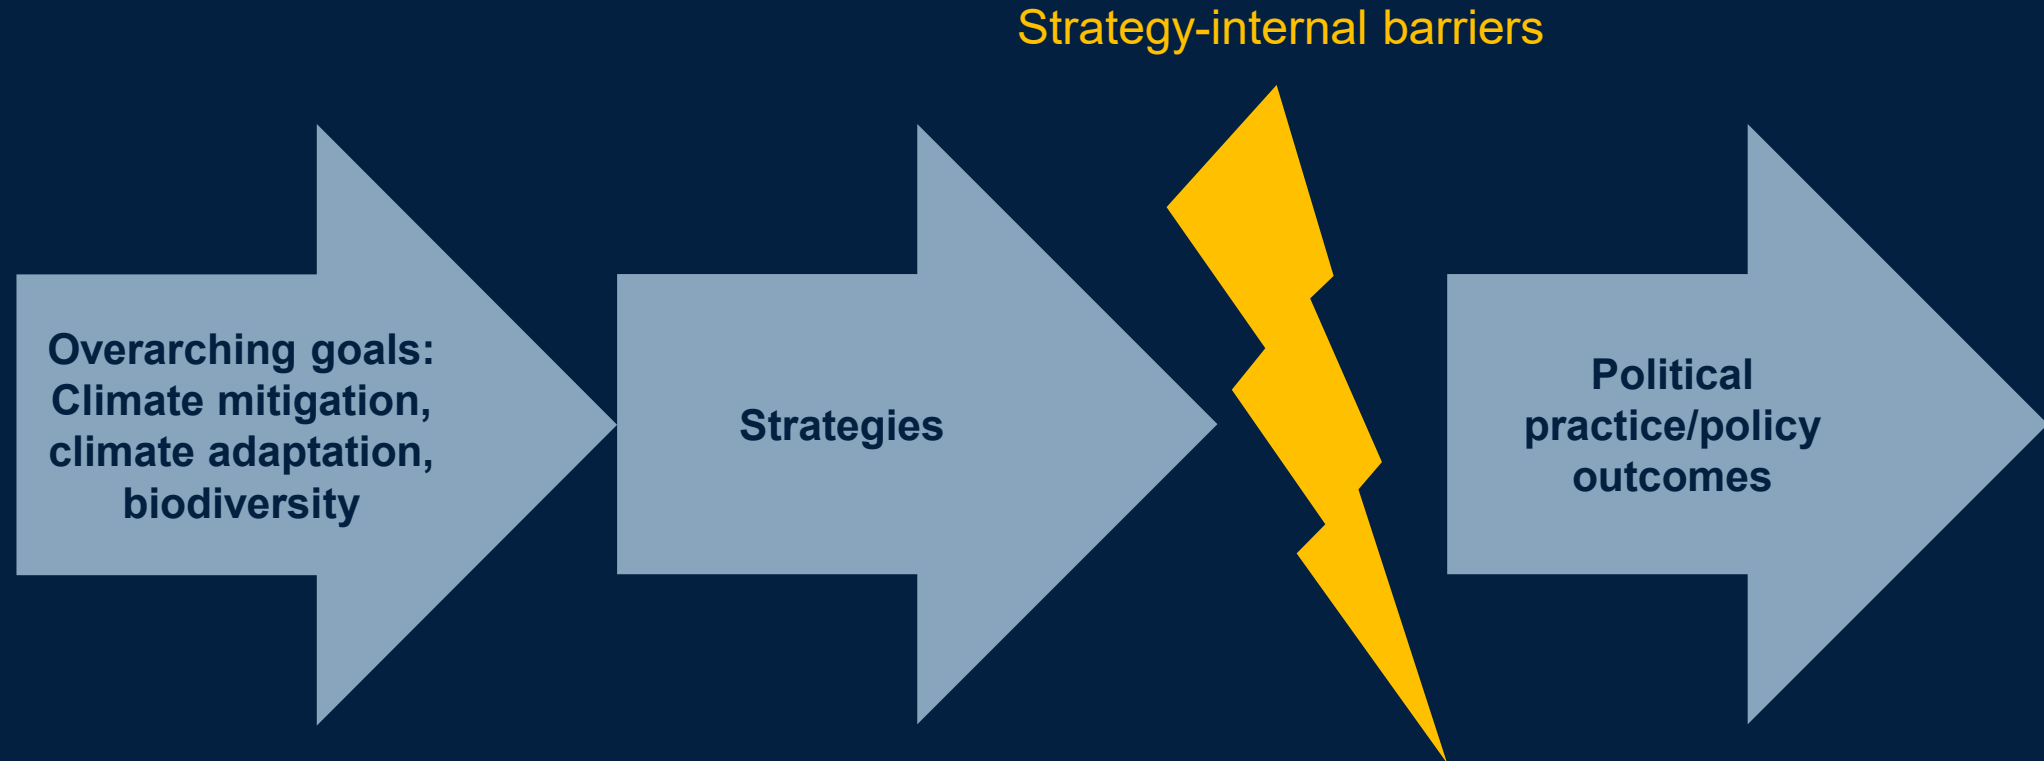 Strategy-internal barriers
Overarching goals:
Climate mitigation,
climate adaptation,
biodiversity
Strategies
Political
practice/policy
outcomes